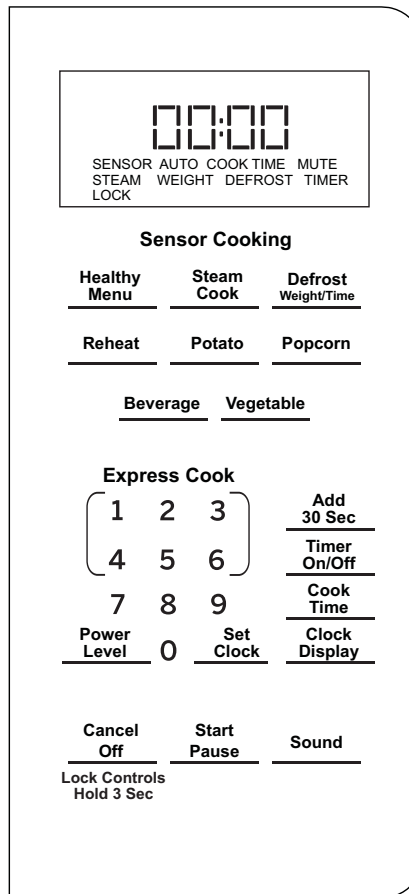 00:00
SENSOR AUTO COOK TIME MUTE
STEAM WEIGHT DEFROST TIMER
LOCK
Sensor Cooking
Healthy Menu
Steam Cook
Defrost
Weight/Time
Reheat Potato Popcorn
Beverage Vegetable
Express Cook
1 2 3
Add
30 Sec
4 5 6
Timer
On/Off
7 8 9
Cook
Time
Power
Level
0
Set
Clock
Clock
Display
Cancel
Off
Start
Pause
Sound
Lock Controls
Hold 3 Sec